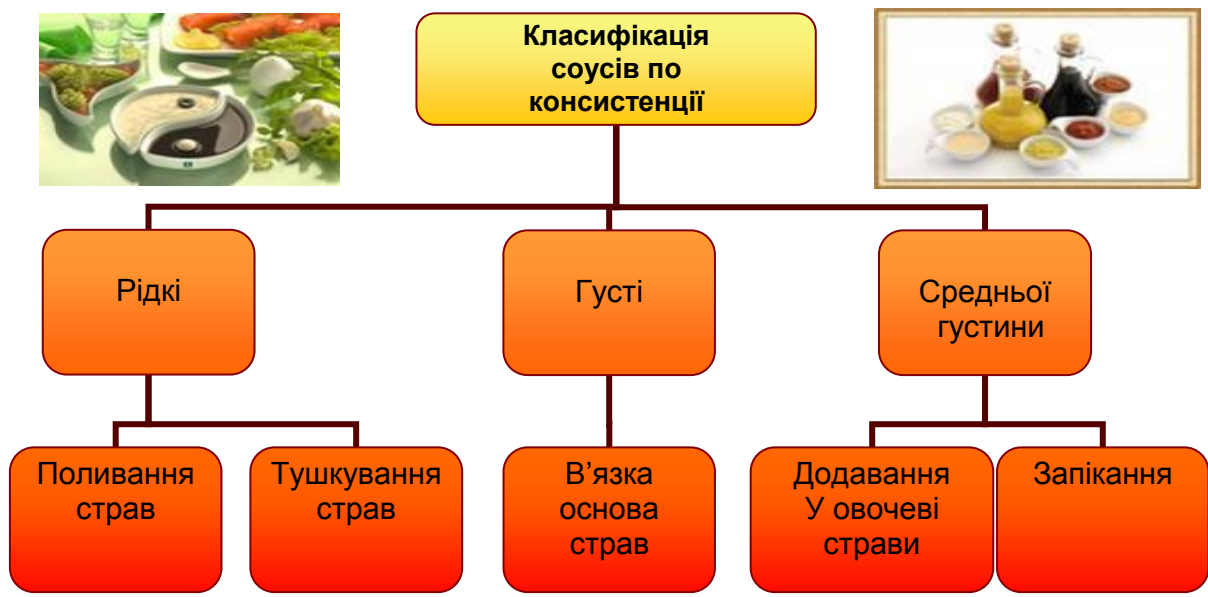 Класифікація
соусів по
консистенції
Рідкі
Густі
Средньої
густини
Поливання
страв
Тушкування
страв
В’язка
основа
страв
Додавання
У овочеві
страви
Запікання